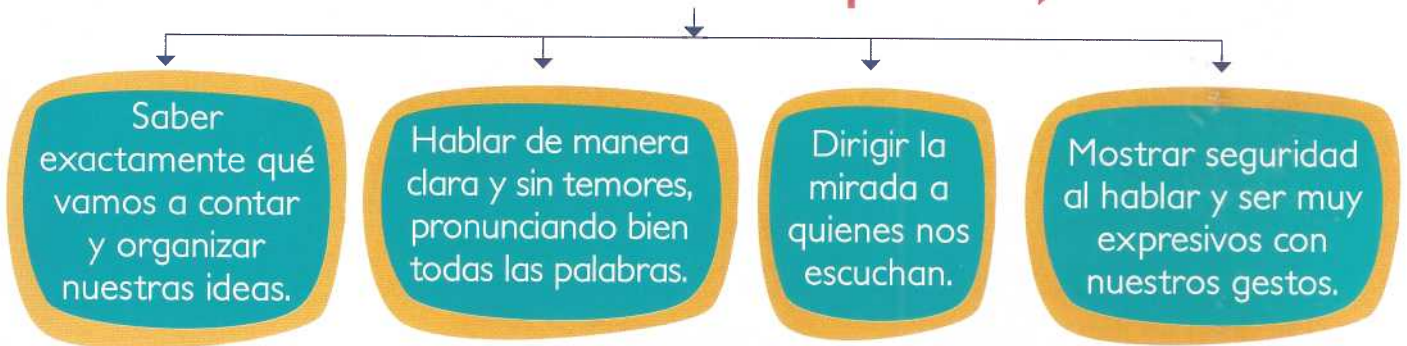 Saber
exactamente qué
vamos a contar
y organizar
nuestras ideas.
Hablar de manera
clara y sin temores,
pronunciando bien
todas las palabras.
Dirigir la
mirada a
quienes nos
escuchan.
Mostrar seguridad
al hablar y ser muy
expresivos con
nuestros gestos.